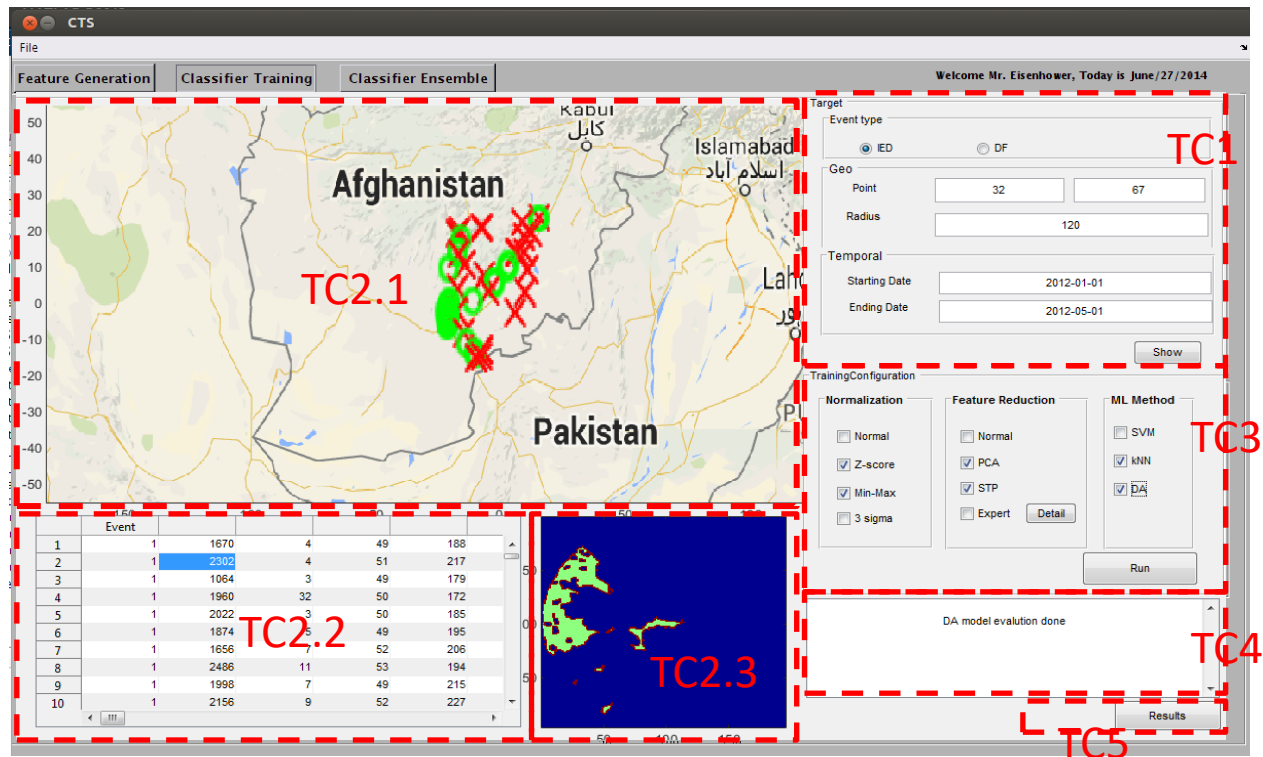 CTS
File
Feature Generation Classifier Training Classifier Ensemble Welcome Mr. Eisenhower, Today is June/27/2014
50
40
30
20
10
0
-10
-20
-30
-40
-50
Kabul
کابل
Islamabad
اسلام آباد
Afghanistan
Pakistan
TC2.1
Target
Event type
IED DF
TC1
Geo
Point 32 67
Radius 120
Temporal
Starting Date 2012-01-01
Ending Date 2012-05-01
Show
TrainingConfiguration
Normalization Feature Reduction ML Method
Normal Normal SVM
Z-score PCA kNN
Min-Max STP DA
3 sigma Expert Detail
TC3
Run
Event
1 1 1670 4 49 188
2 1 2302 4 51 217
3 1 1064 3 49 179
4 1 1960 32 50 172
5 1 2022 3 50 185
6 1 1874 5 49 195
7 1 1656 7 52 206
8 1 2486 11 53 194
9 1 1998 7 49 215
10 1 2156 9 52 227
TC2.2
TC2.3
50 100 150
DA model evalution done
TC4
Results
TC5